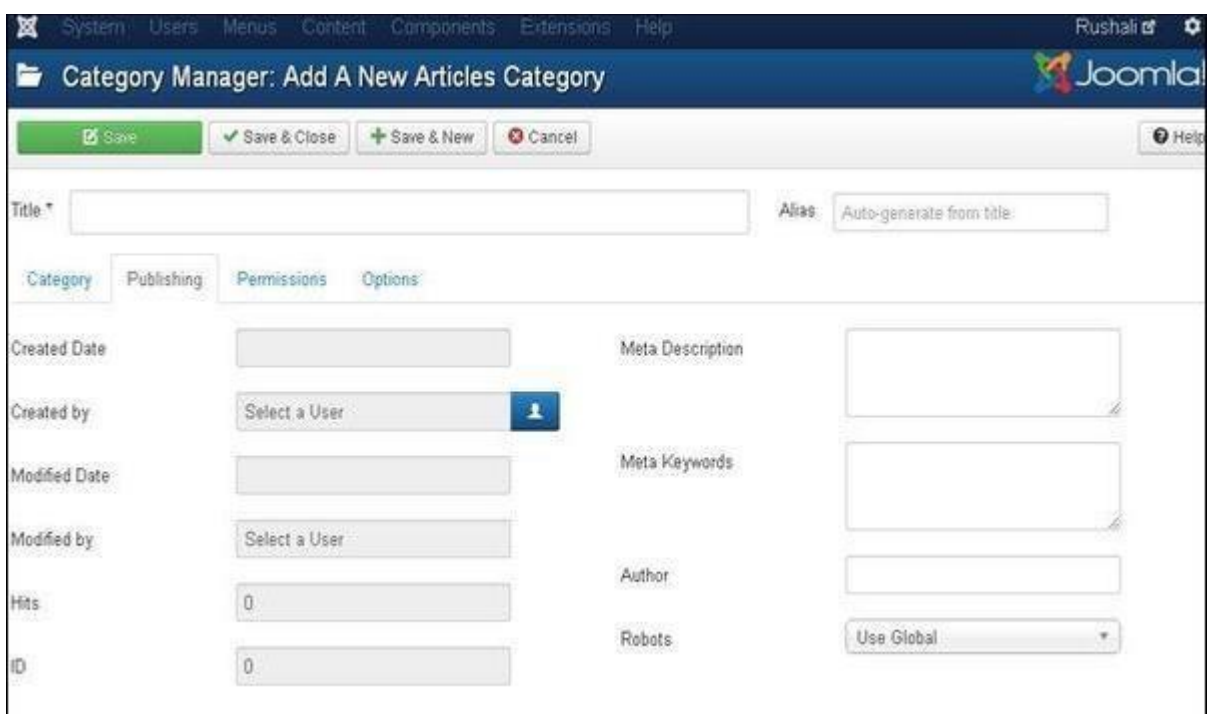 System Users Menus Content Components Extensions Help Rushali
Category Manager: Add A New Articles Category Joomla!
Save Save & Close Save & New Cancel Help
Title * Alias Auto-generate from title
Category Publishing Permissions Options
Created Date Meta Description
Created by Select a User
Modified Date Meta Keywords
Modified by Select a User
Author
Hits 0
Robots Use Global
ID 0